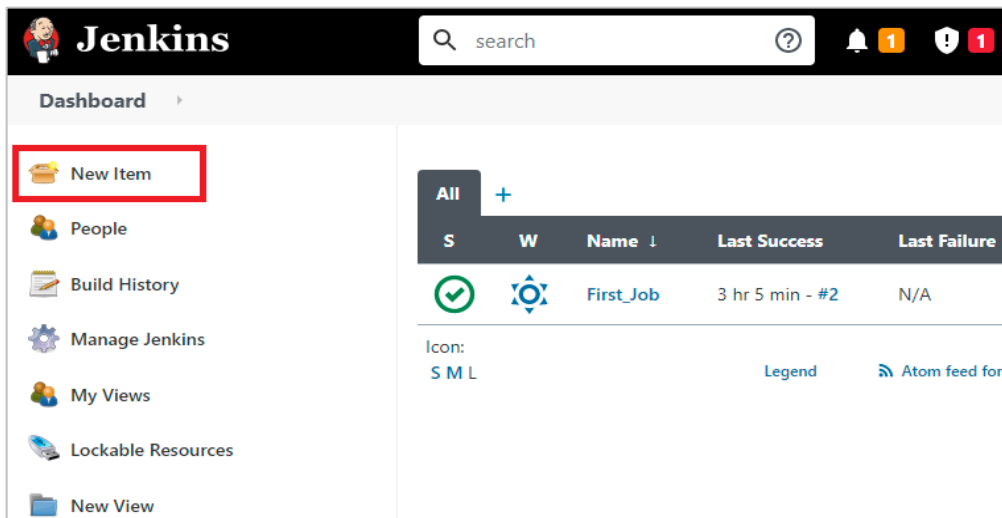 Jenkins
search
1
1
Dashboard
New Item
People
Build History
Manage Jenkins
My Views
Lockable Resources
New View
All +
S W Name ↓ Last Success Last Failure
First_Job 3 hr 5 min - #2 N/A
Icon:
S M L
Legend
Atom feed for